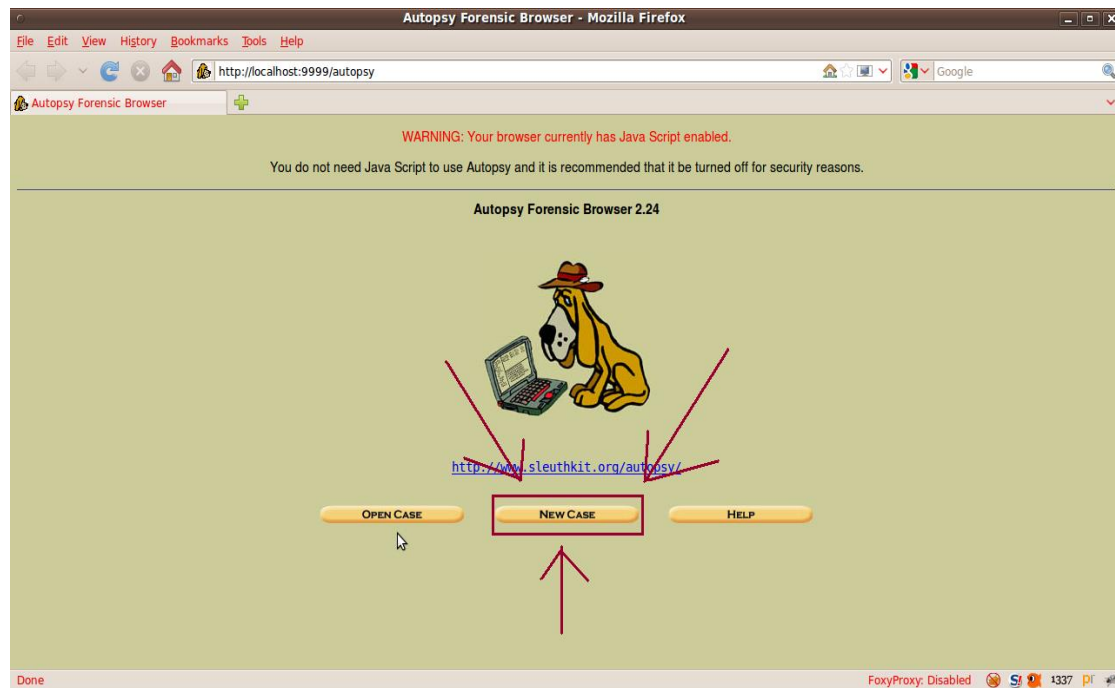 Autopsy Forensic Browser - Mozilla Firefox
File Edit View History Bookmarks Tools Help
http://localhost:9999/autopsy
Google
Autopsy Forensic Browser
WARNING: Your browser currently has Java Script enabled.
You do not need Java Script to use Autopsy and it is recommended that it be turned off for security reasons.
Autopsy Forensic Browser 2.24
http://www.sleuthkit.org/autopsy/
OPEN CASE NEW CASE HELP
Done FoxyProxy: Disabled S! 1337 pr